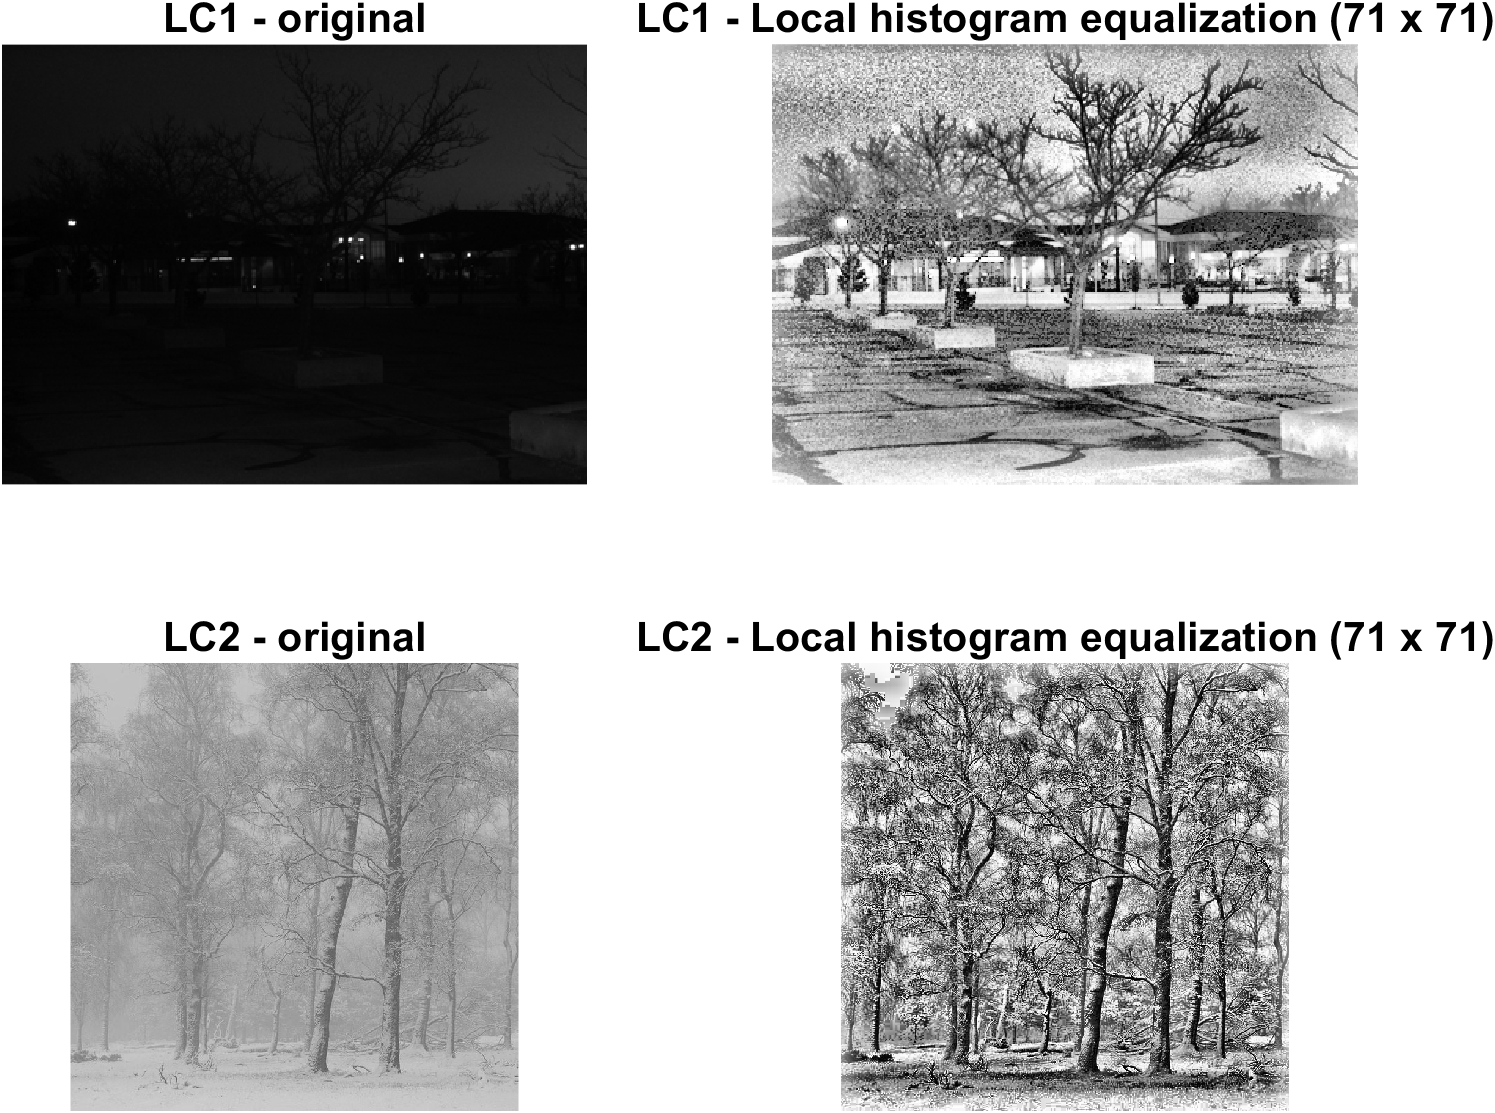 LC1 - original
LC1 - Local histogram equalization (71 x 71)
LC2 - original
LC2 - Local histogram equalization (71 x 71)